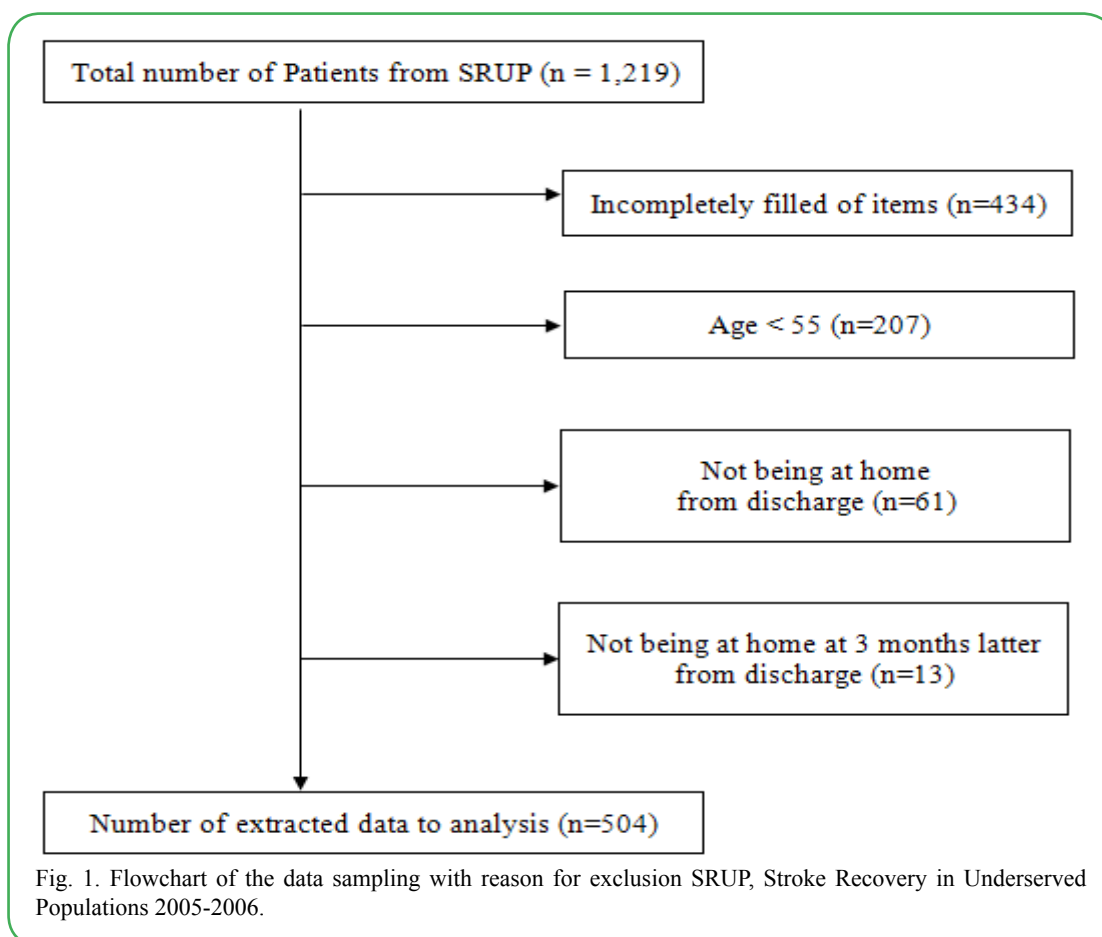 Total number of Patients from SRUP (n = 1,219)
Incompletely filled of items (n=434)
Age < 55 (n=207)
Not being at home
from discharge (n=61)
Not being at home at 3 months latter
from discharge (n=13)
Number of extracted data to analysis (n=504)
Fig. 1. Flowchart of the data sampling with reason for exclusion SRUP, Stroke Recovery in Underserved
Populations 2005-2006.